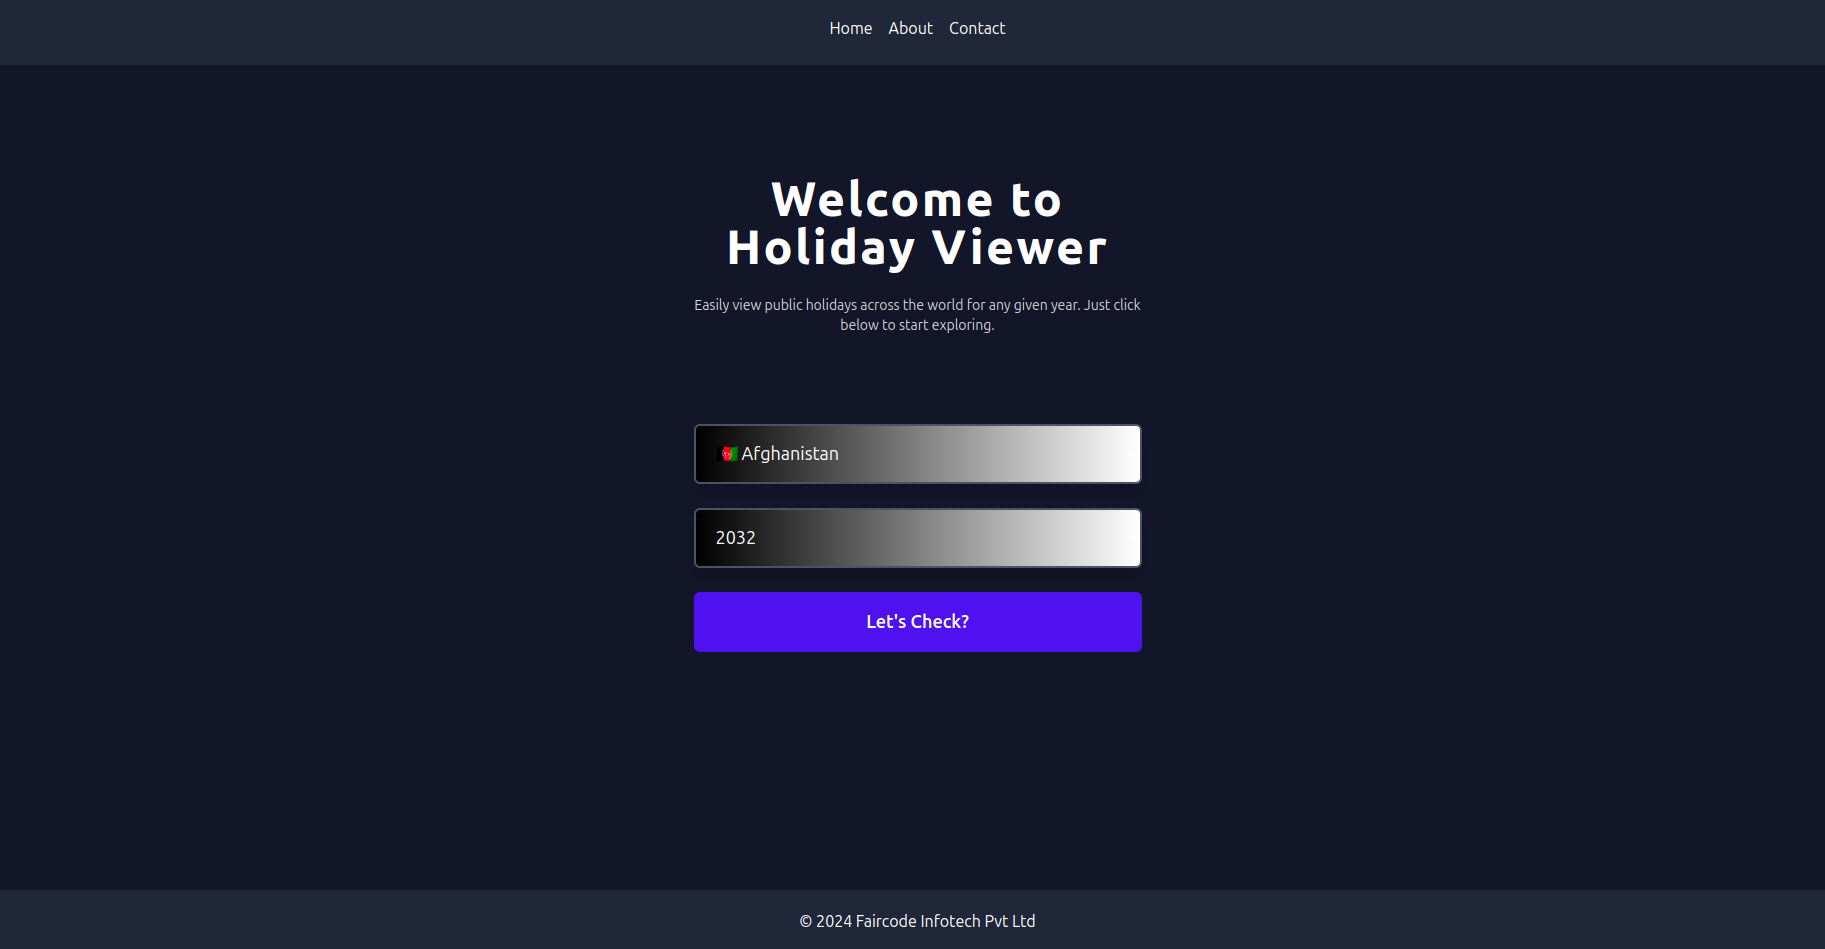 Home About Contact
Welcome to
Holiday Viewer
Easily view public holidays across the world for any given year. Just click
below to start exploring.
🇦🇫 Afghanistan
2032
Let's Check?
© 2024 Faircode Infotech Pvt Ltd